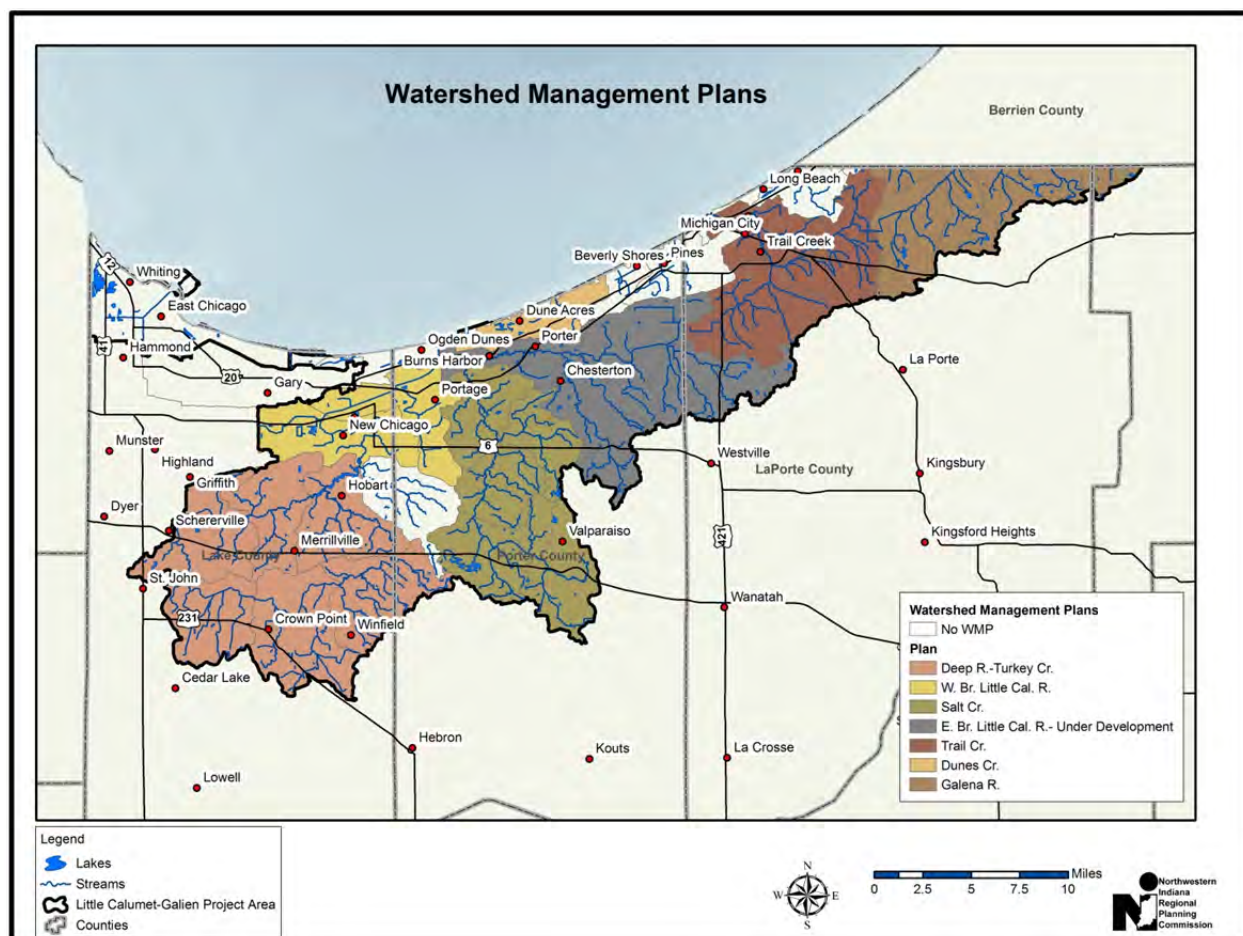 Watershed Management Plans
Berrien County
Long Beach
Michigan City
Trail Creek
Beverly Shores
Pines
12
Whiting
East Chicago
Dune Acres
Ogden Dunes
Porter
41
Hammond
Burns Harbor
20
La Porte
Gary
Chesterton
Portage
New Chicago
6
Munster
Highland
Westville
LaPorte County
Kingsbury
Griffith
Hobart
Dyer
Schererville
Valparaiso
421
Kingsford Heights
Merrillville
Lake County
Porter County
St. John
Wanatah
231
Crown Point
Winfield
Cedar Lake
Hebron
Kouts
La Crosse
Lowell
Watershed Management Plans
No WMP
Plan
Deep R.-Turkey Cr.
W. Br. Little Cal. R.
Salt Cr.
E. Br. Little Cal. R.- Under Development
Trail Cr.
Dunes Cr.
Galena R.
Legend
Lakes
Streams
Little Calumet-Galien Project Area
Counties
N
W E
S
Miles
0 1.25 2.5 5 7.5 10
Northwestern
Indiana
Regional
Planning
Commission